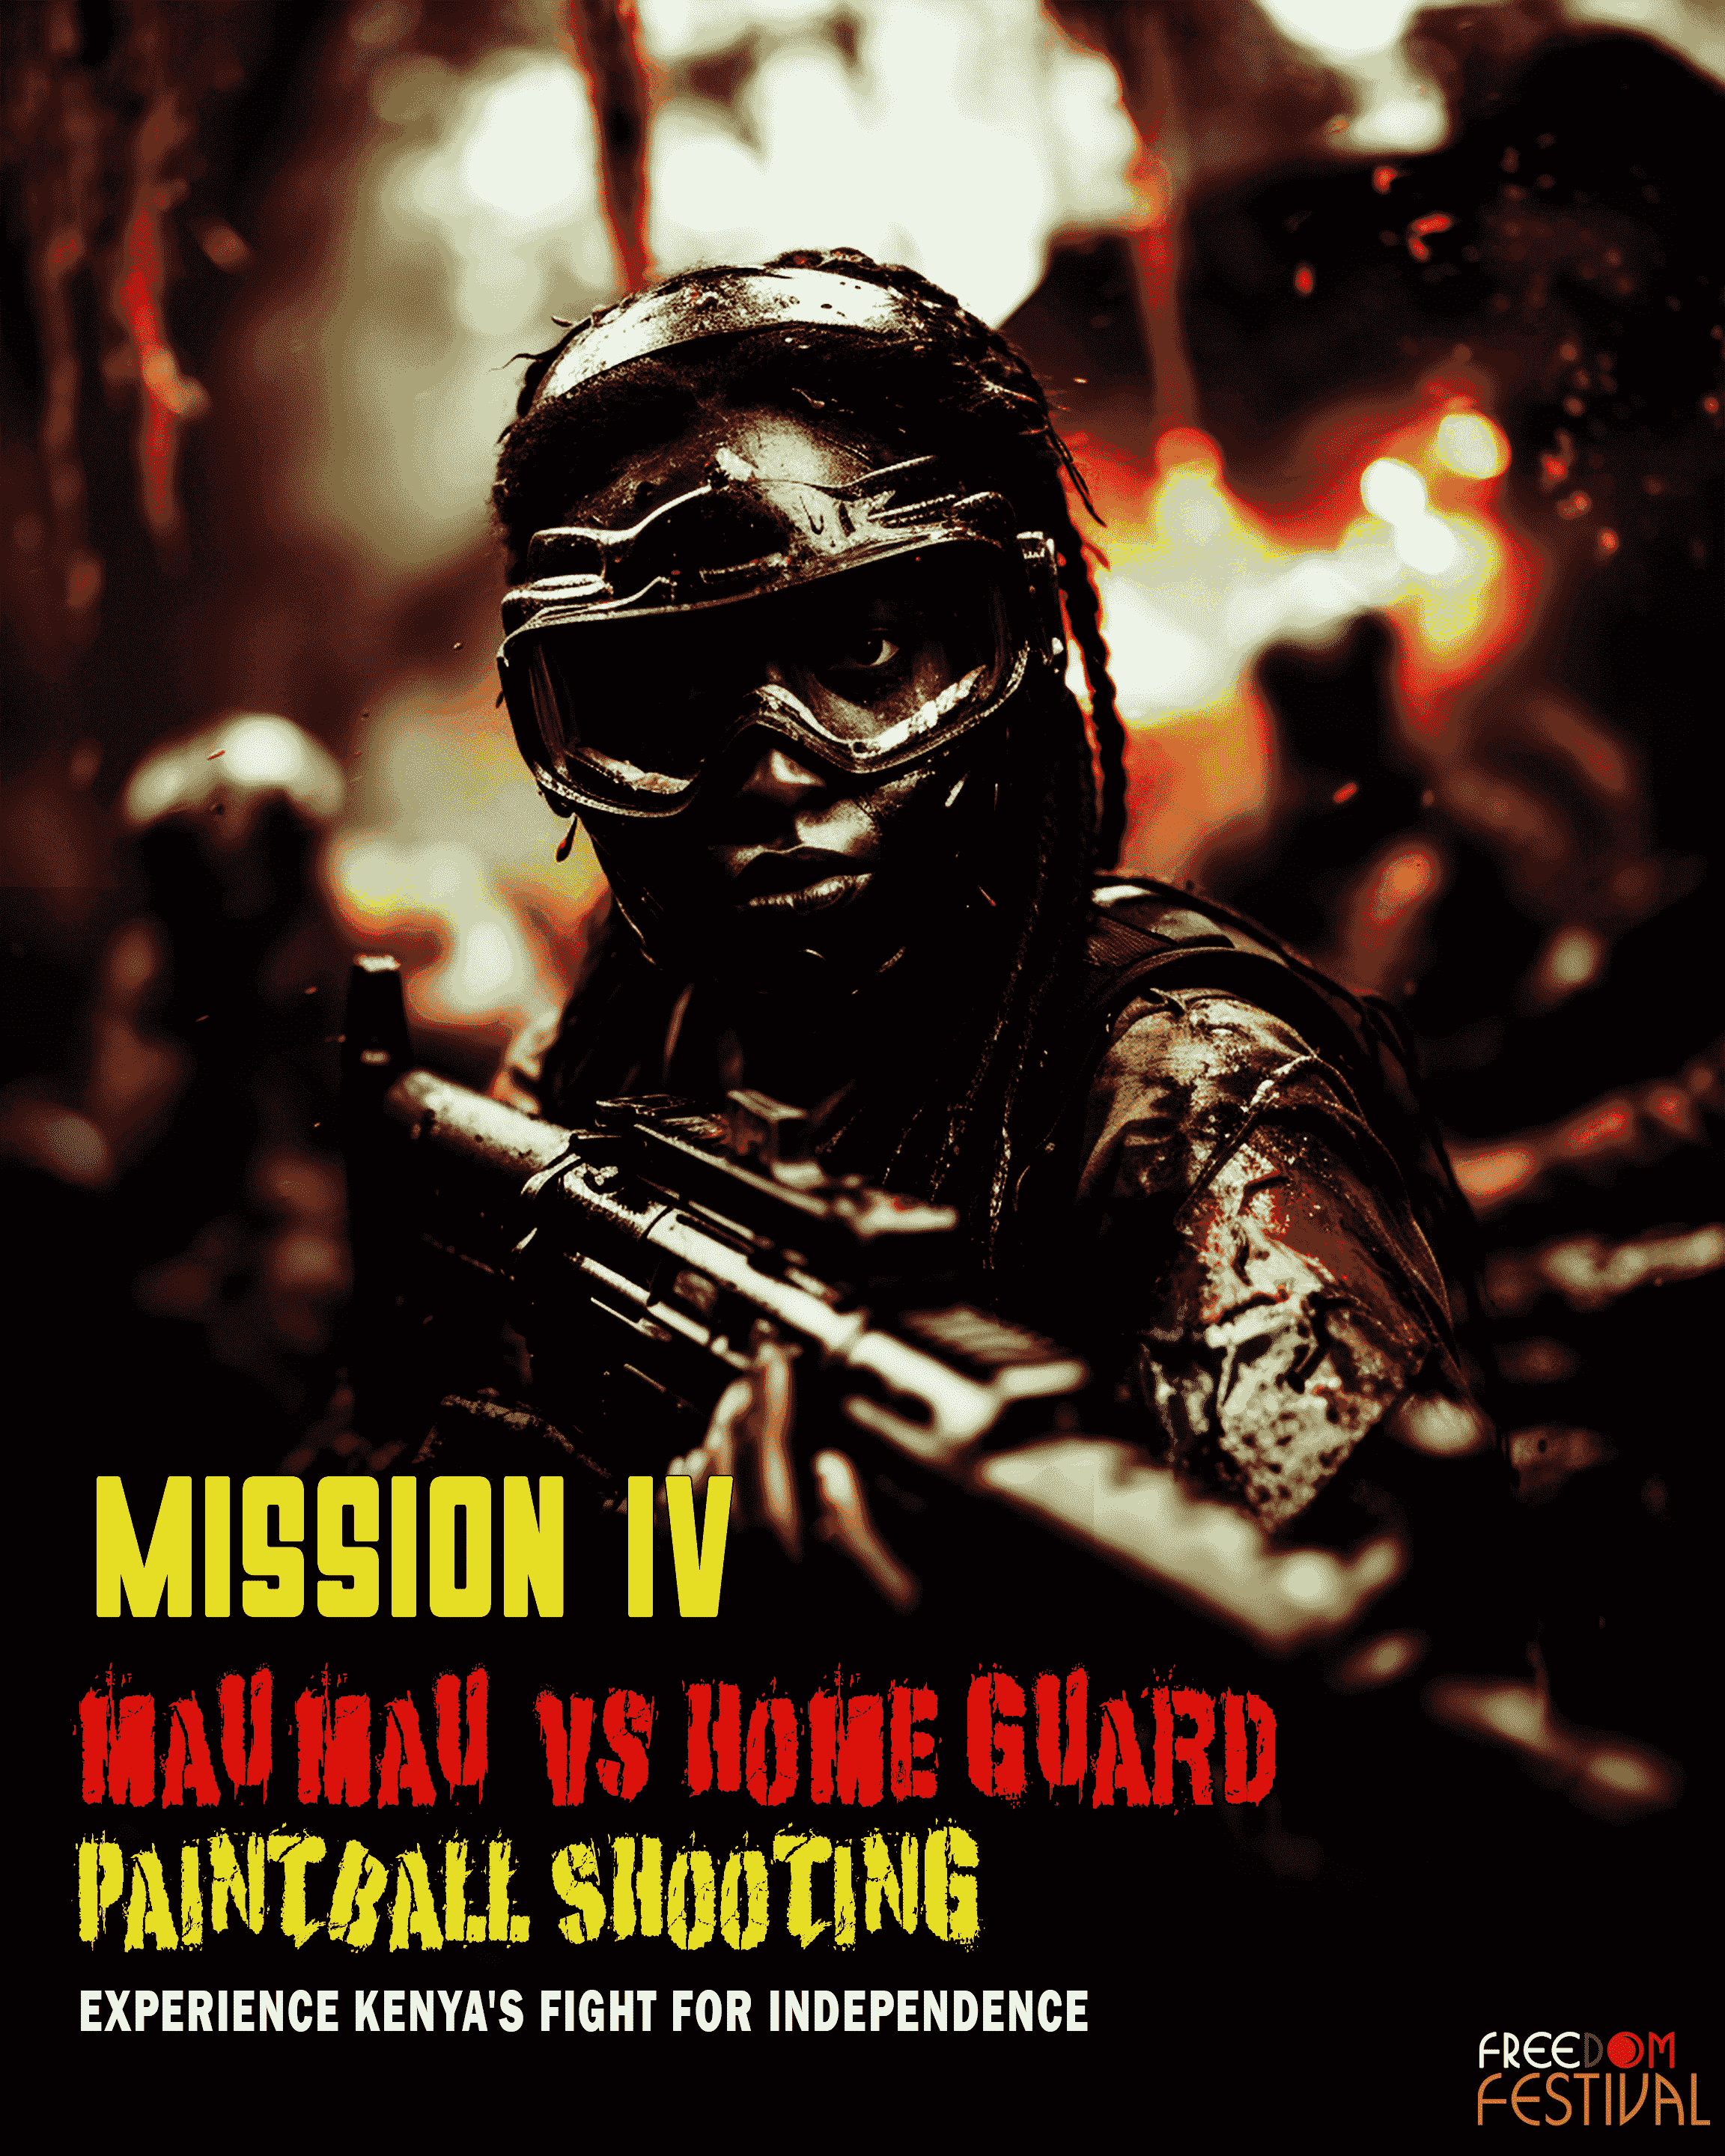 MISSION IV
MAU MAU VS HOME GUARD
PAINTBALL SHOOTING
EXPERIENCE KENYA'S FIGHT FOR INDEPENDENCE
FREEDOM
FESTIVAL